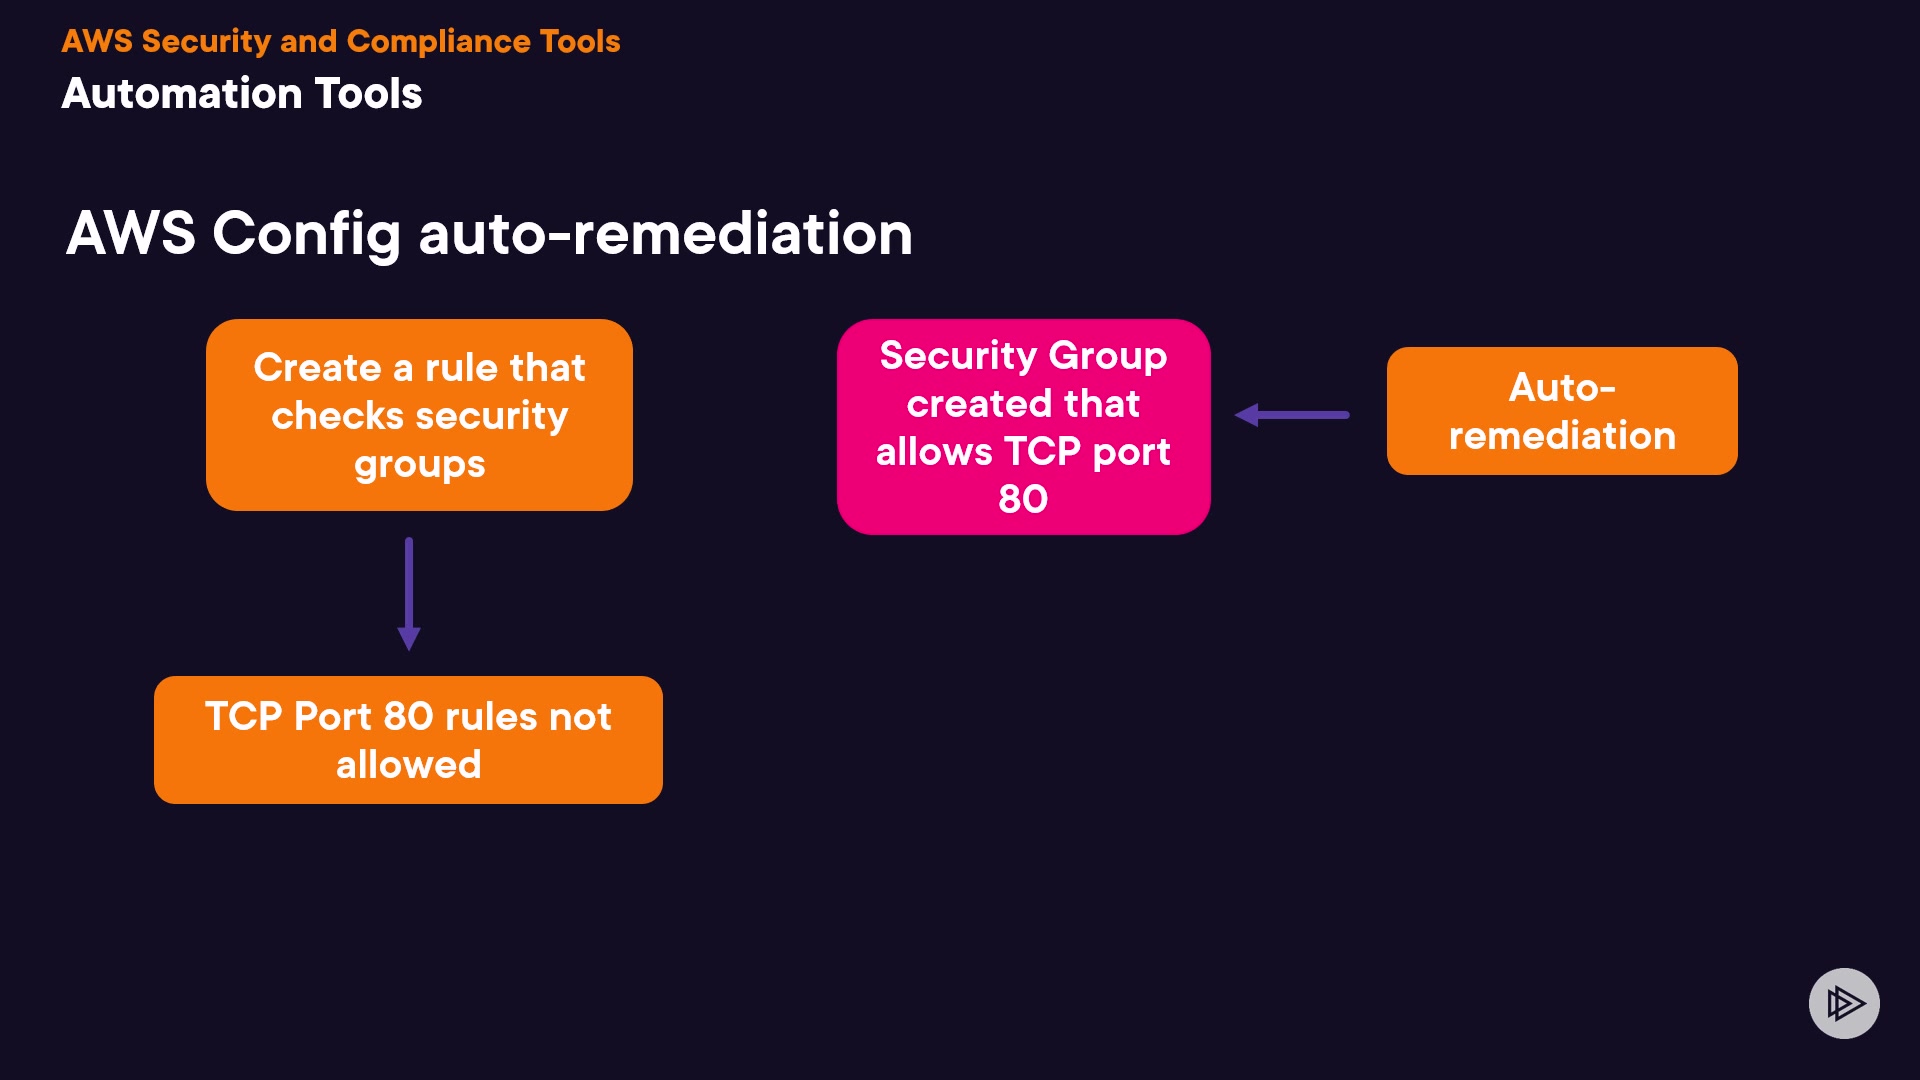 AWS Security and Compliance Tools
Automation Tools
AWS Config auto-remediation
Create a rule that
checks security
groups
TCP Port 80 rules not
allowed
Security Group
created that
allows TCP port
80
Auto-
remediation